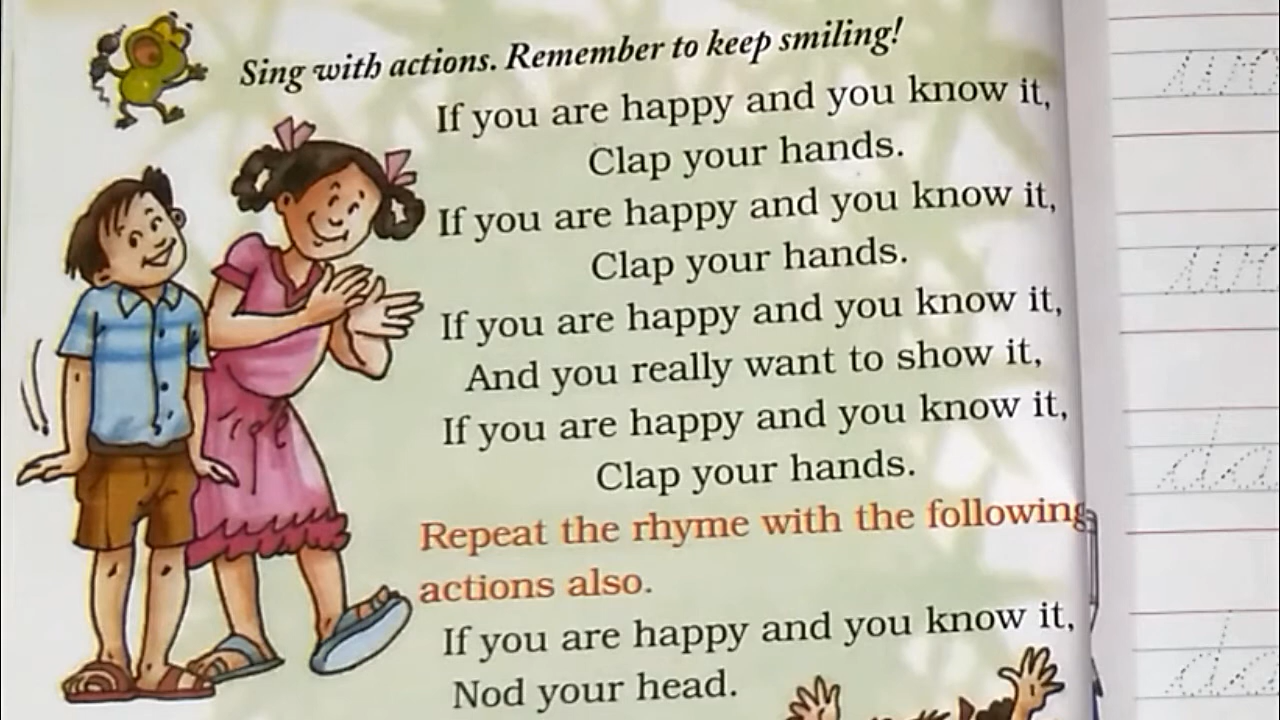 Sing with actions. Remember to keep smiling!
If you are happy and you know it,
Clap your hands.
If you are happy and you know it,
Clap your hands.
If you are happy and you know it,
And you really want to show it,
If you are happy and you know it,
Clap your hands.
Repeat the rhyme with the following
actions also.
If you are happy and you know it,
Nod your head.